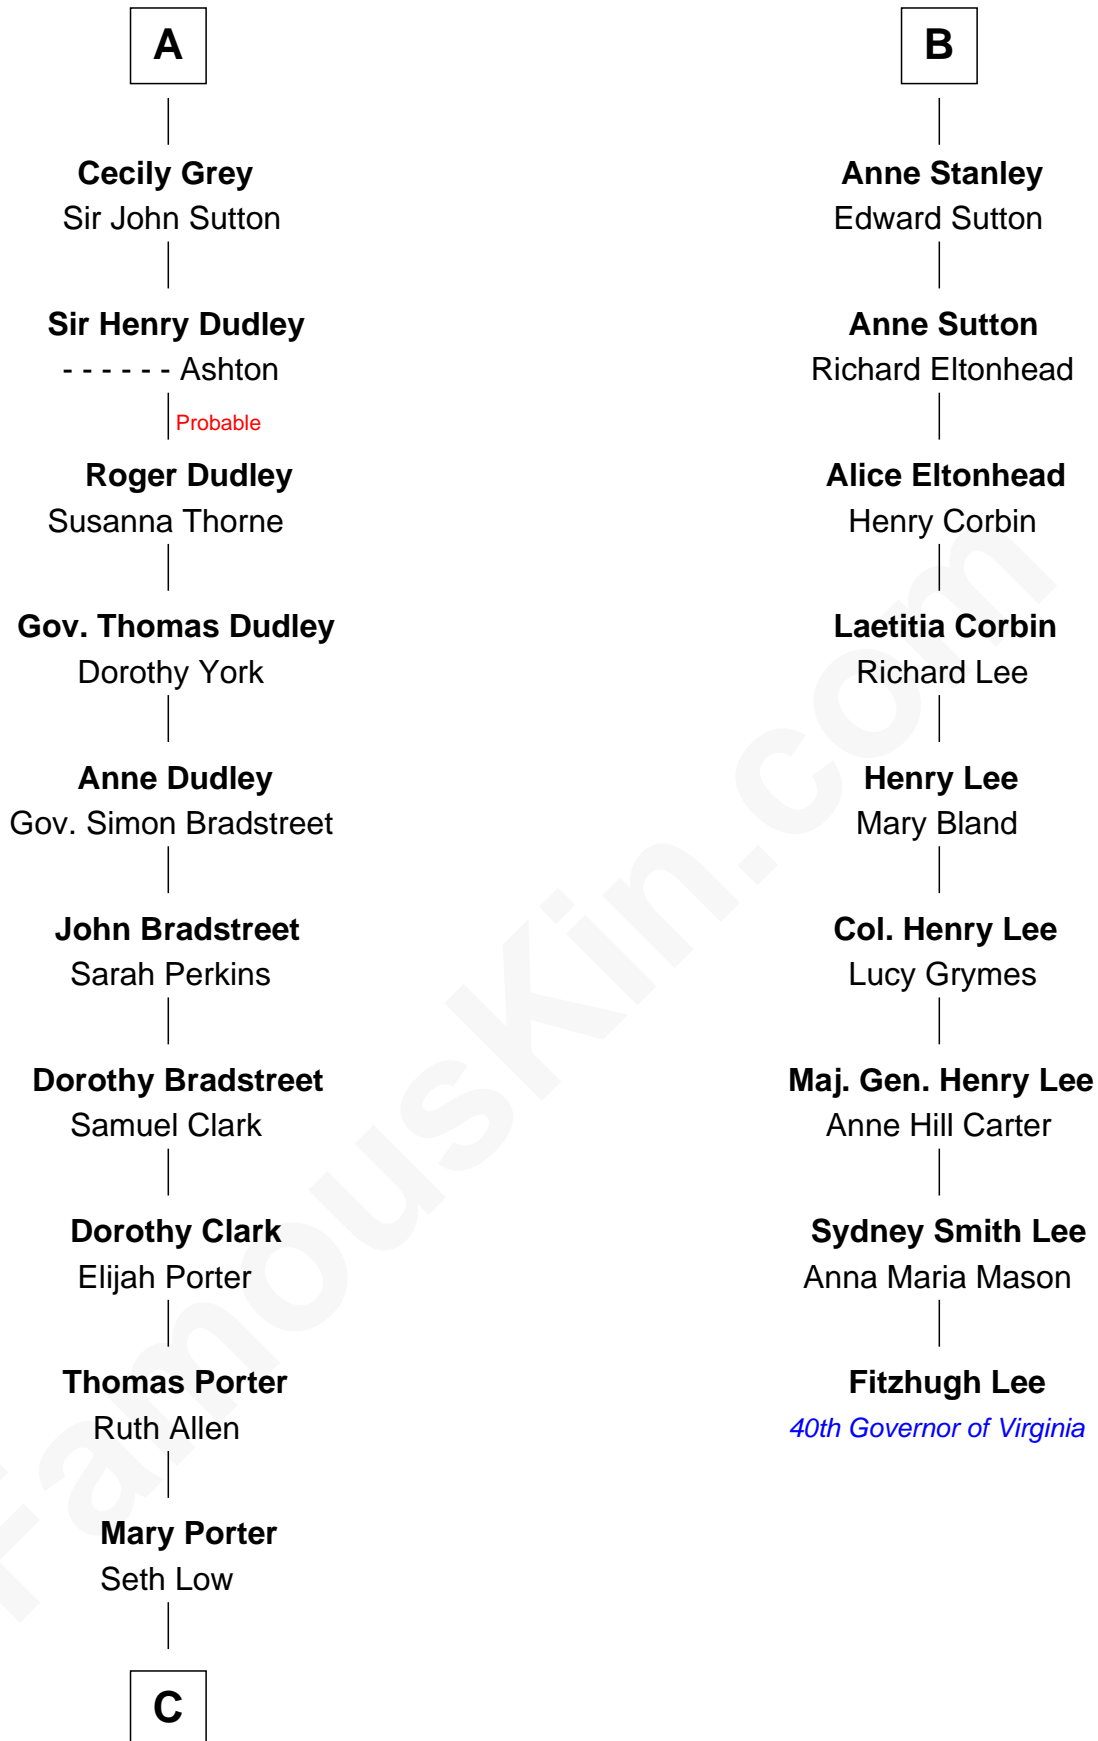 A
Cecily Grey
Sir John Sutton
Sir Henry Dudley
- - - - - - Ashton
Probable
Roger Dudley
Susanna Thorne
Gov. Thomas Dudley
Dorothy York
Anne Dudley
Gov. Simon Bradstreet
John Bradstreet
Sarah Perkins
Dorothy Bradstreet
Samuel Clark
Dorothy Clark
Elijah Porter
Thomas Porter
Ruth Allen
Mary Porter
Seth Low
C
B
Anne Stanley
Edward Sutton
Anne Sutton
Richard Eltonhead
Alice Eltonhead
Henry Corbin
Laetitia Corbin
Richard Lee
Henry Lee
Mary Bland
Col. Henry Lee
Lucy Grymes
Maj. Gen. Henry Lee
Anne Hill Carter
Sydney Smith Lee
Anna Maria Mason
Fitzhugh Lee
40th Governor of Virginia
FamousKin.com